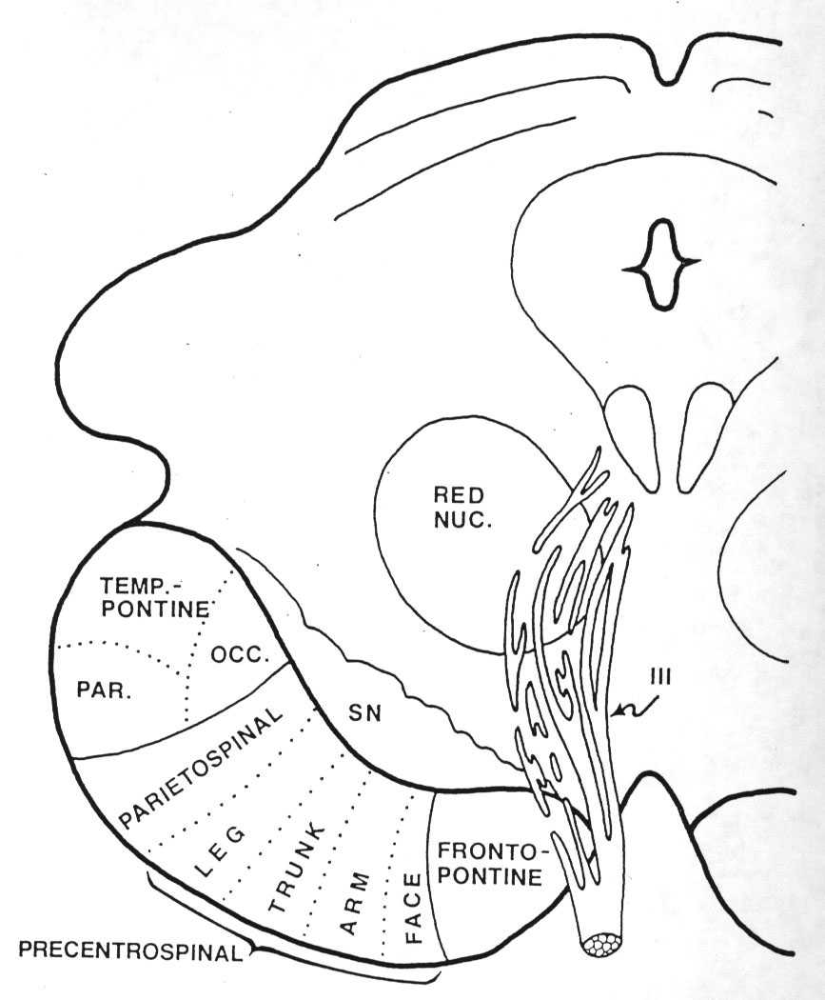 RED
NUC.
TEMP.-
PONTINE
OCC.
PAR.
III
SN
PARIETOSPINAL
LEG
TRUNK
ARM
FACE
FRONTO-
PONTINE
PRECENTROSPINAL